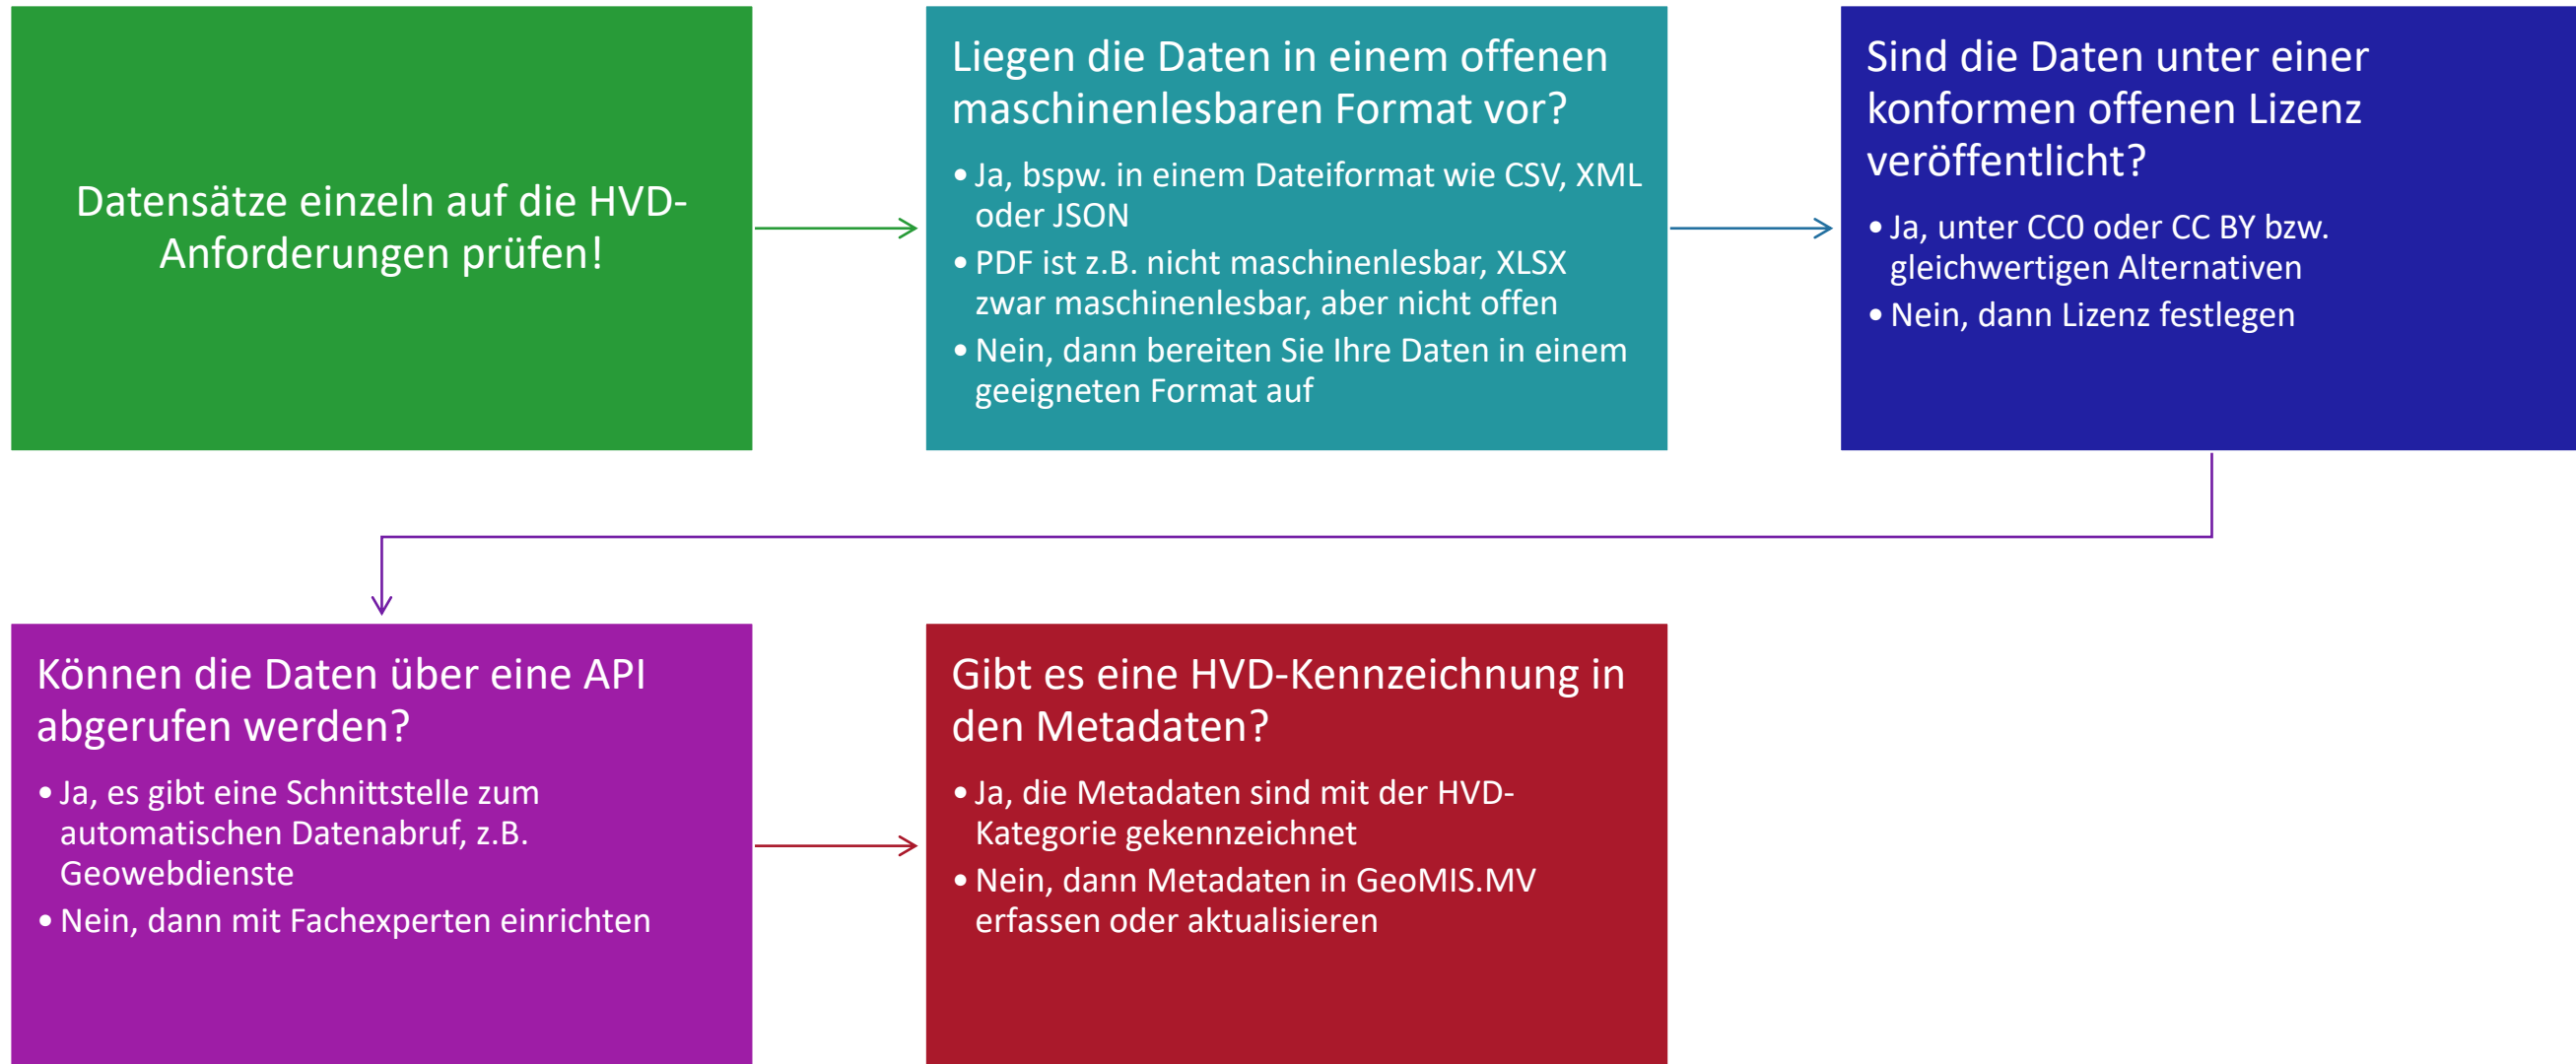 Datensätze einzeln auf die HVD-
Anforderungen prüfen!
Liegen die Daten in einem offenen
maschinenlesbaren Format vor?
• Ja, bspw. in einem Dateiformat wie CSV, XML
oder JSON
• PDF ist z.B. nicht maschinenlesbar, XLSX
zwar maschinenlesbar, aber nicht offen
• Nein, dann bereiten Sie Ihre Daten in einem
geeigneten Format auf
Sind die Daten unter einer
konformen offenen Lizenz
veröffentlicht?
• Ja, unter CC0 oder CC BY bzw.
gleichwertigen Alternativen
• Nein, dann Lizenz festlegen
Können die Daten über eine API
abgerufen werden?
• Ja, es gibt eine Schnittstelle zum
automatischen Datenabruf, z.B.
Geowebdienste
• Nein, dann mit Fachexperten einrichten
Gibt es eine HVD-Kennzeichnung in
den Metadaten?
• Ja, die Metadaten sind mit der HVD-
Kategorie gekennzeichnet
• Nein, dann Metadaten in GeoMIS.MV
erfassen oder aktualisieren